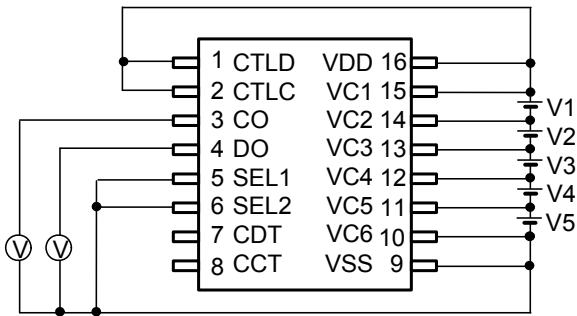 1 CTLD VDD 16
2 CTLC VC1 15
V1
3 CO VC2 14
V2
4 DO VC3 13
V3
5 SEL1 VC4 12
V4
6 SEL2 VC5 11
V5
7 CDT VC6 10
V V
8 CCT VSS 9